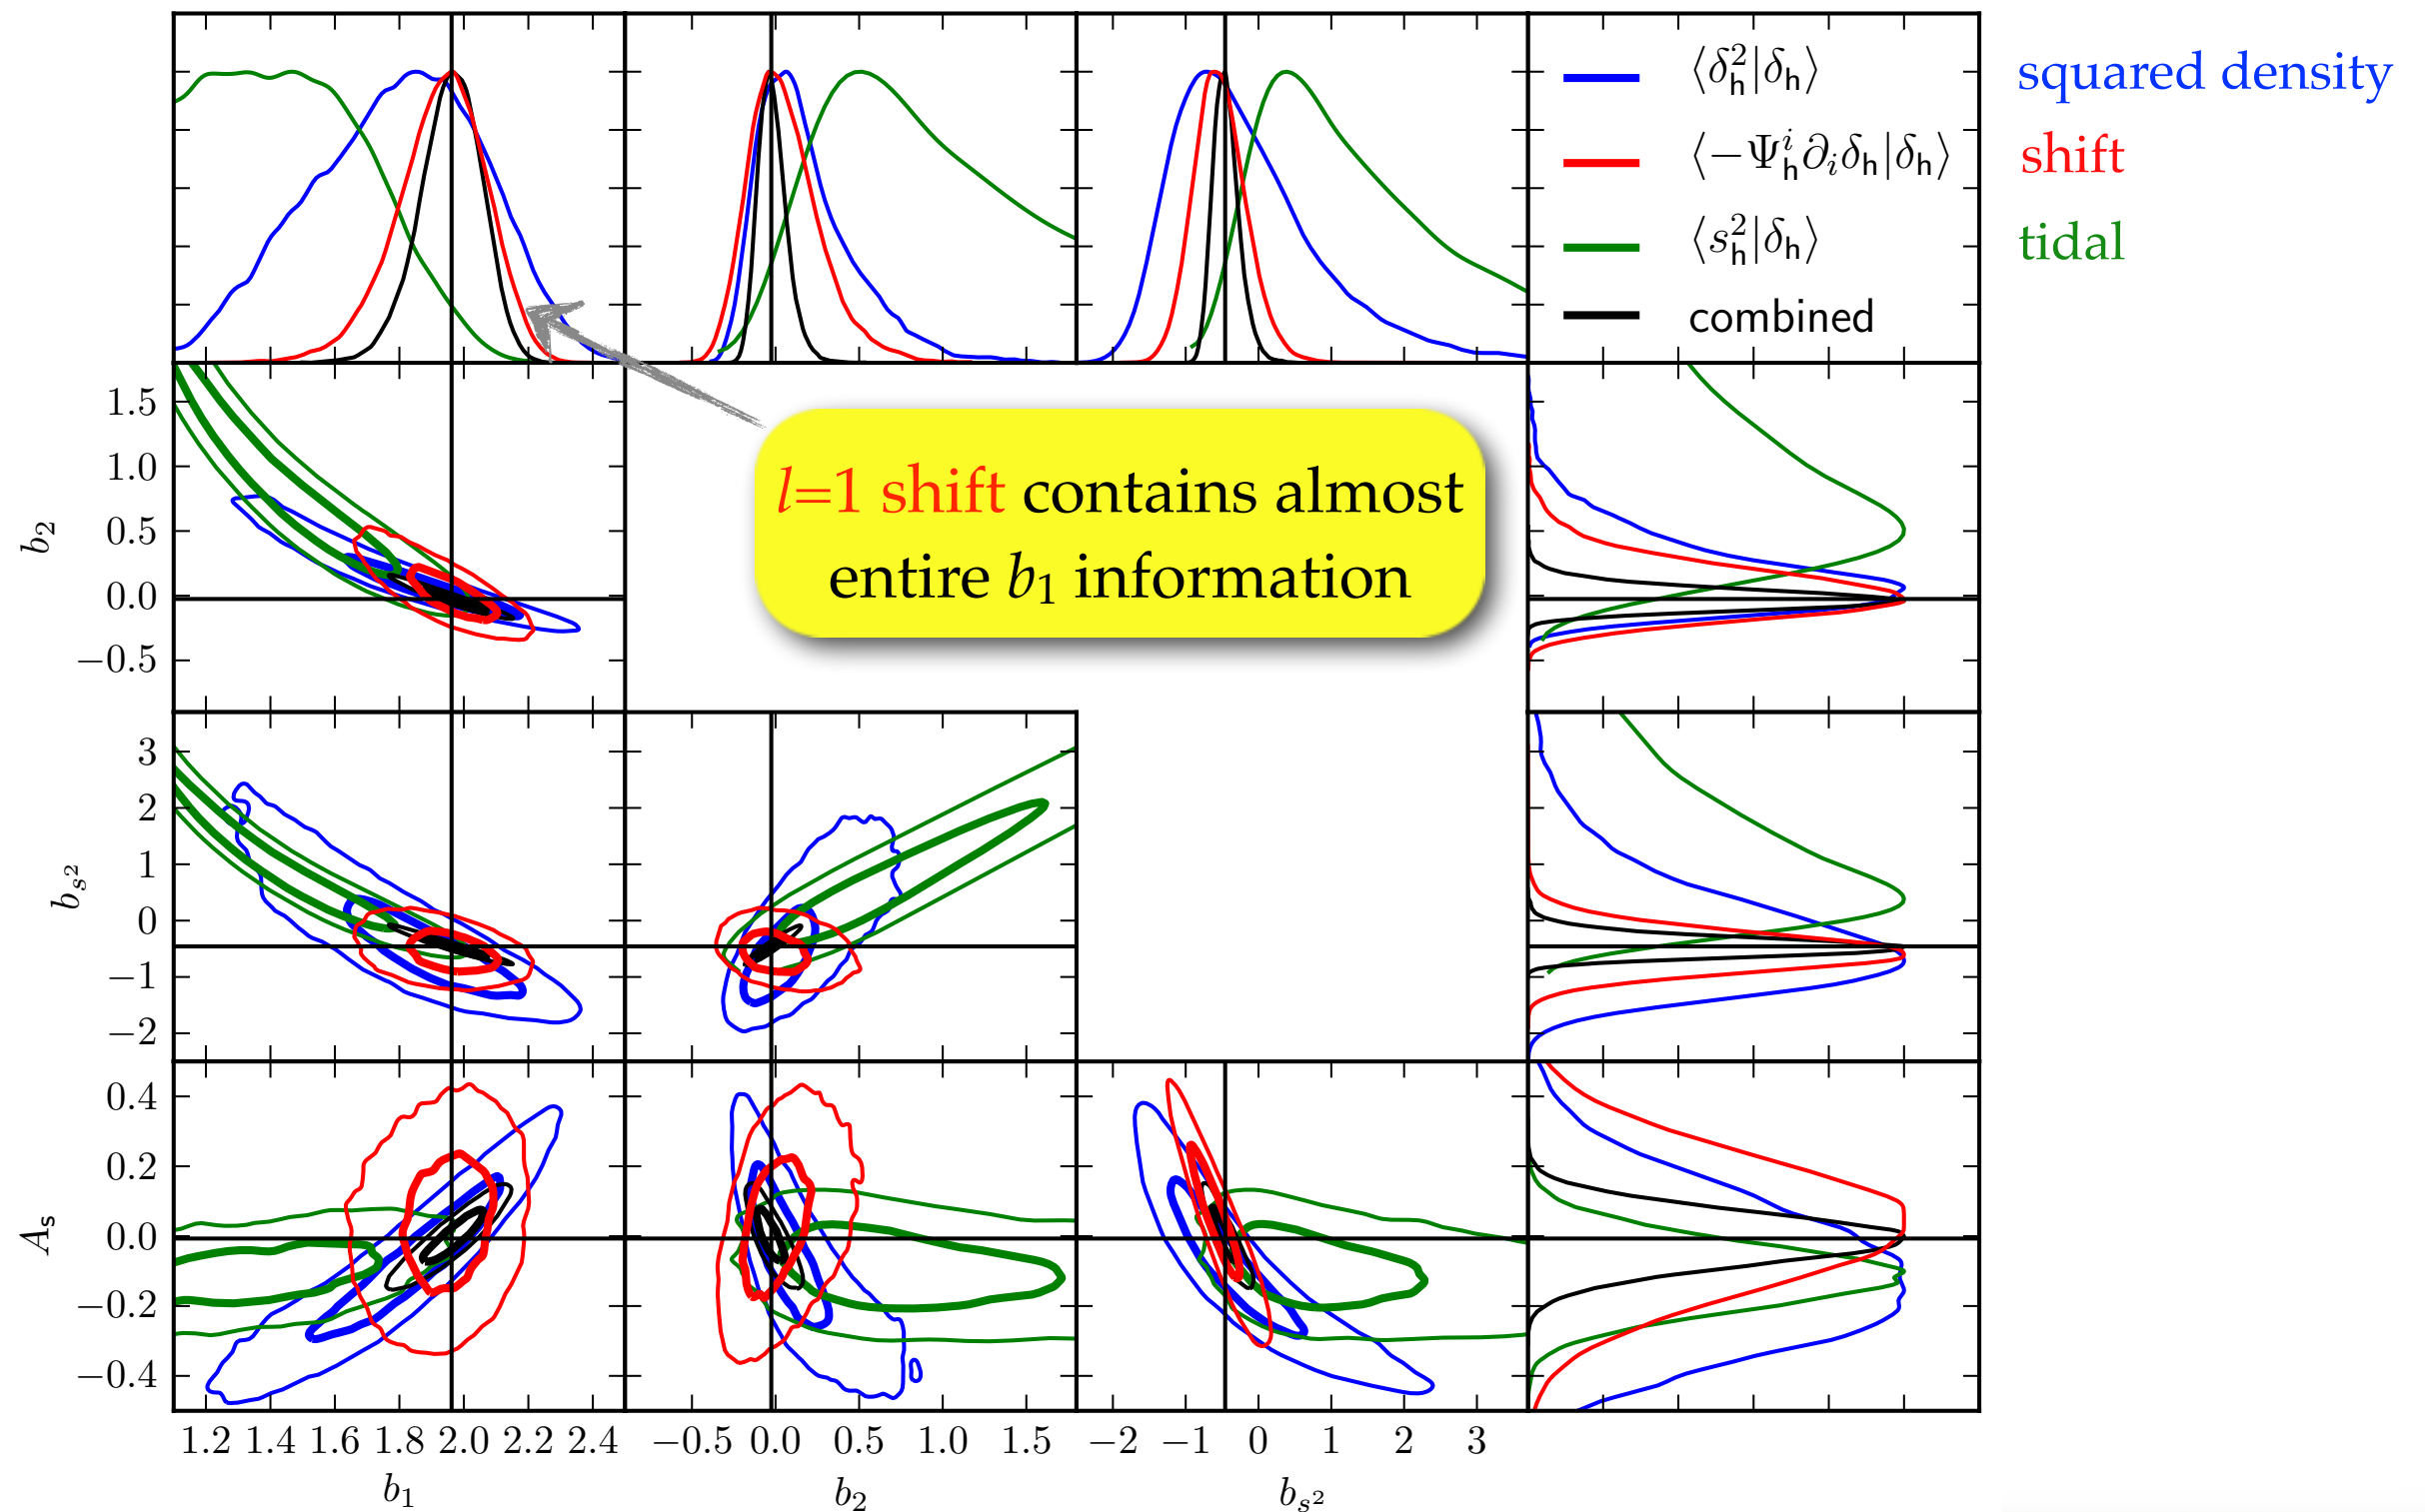 ⟨δ_h^2|δ_h⟩ squared density
⟨−Ψ_h^i ∂_i δ_h|δ_h⟩ shift
⟨s_h^2|δ_h⟩ tidal
combined
l=1 shift contains almost
entire b_1 information
1.5
1.0
0.5
0.0
−0.5
b_2
3
2
1
0
−1
−2
b_{s^2}
0.4
0.2
0.0
−0.2
−0.4
A_s
1.2 1.4 1.6 1.8 2.0 2.2 2.4 −0.5 0.0 0.5 1.0 1.5 −2 −1 0 1 2 3
b_1 b_2 b_{s^2}